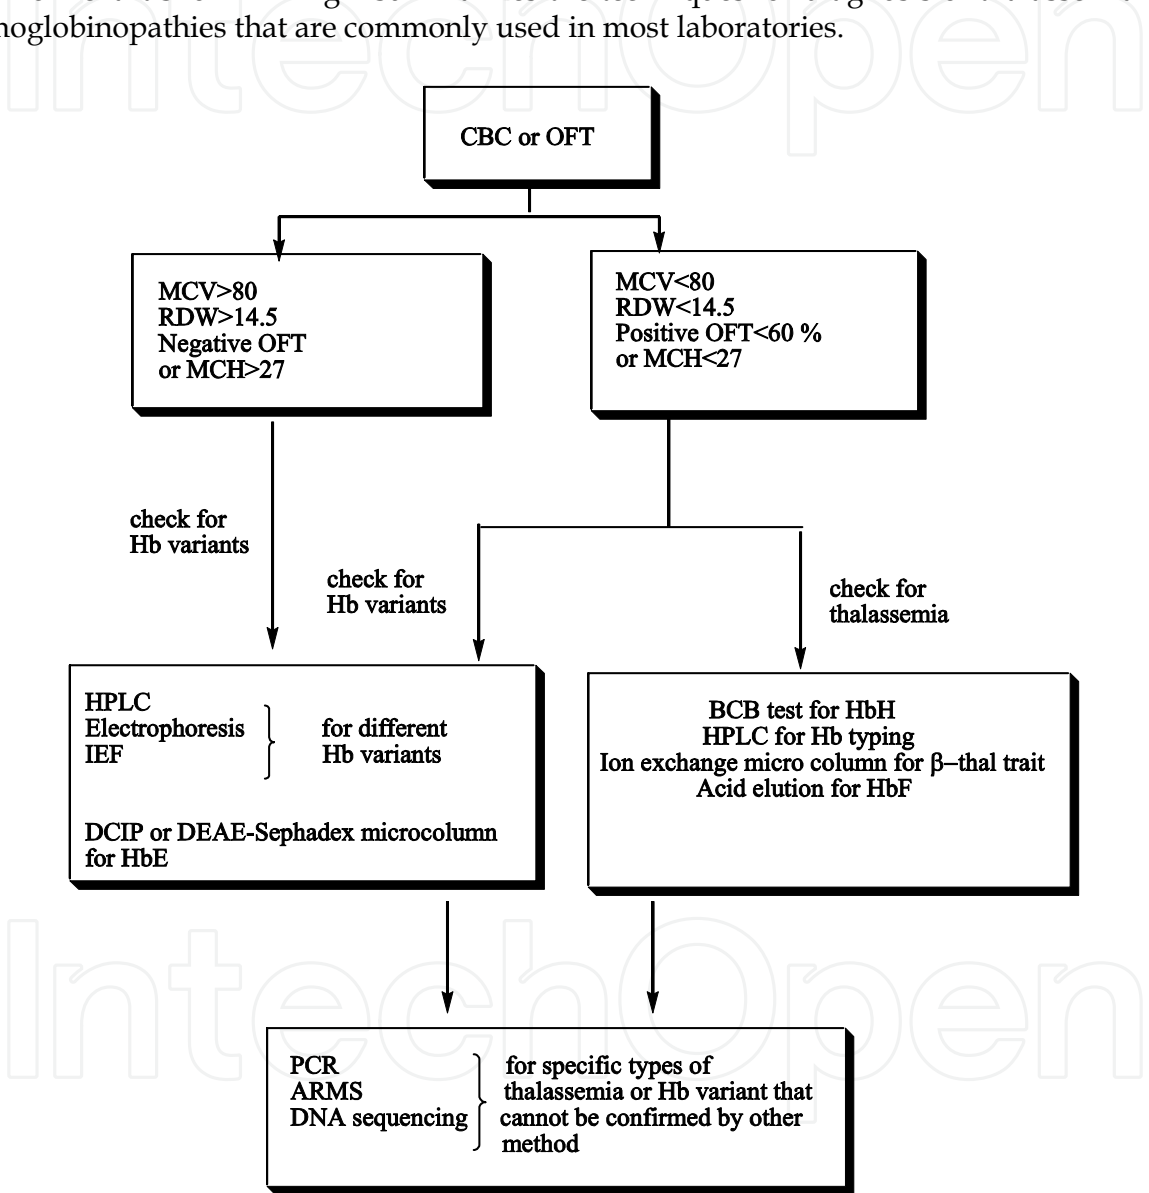 noglobinopathies that are commonly used in most laboratories.
CBC or OFT
MCV>80
RDW>14.5
Negative OFT
or MCH>27
MCV<80
RDW<14.5
Positive OFT<60 %
or MCH<27
check for
Hb variants
check for
Hb variants
check for
thalassemia
HPLC
Electrophoresis
IEF
for different
Hb variants
DCIP or DEAE-Sephadex microcolumn
for HbE
BCB test for HbH
HPLC for Hb typing
Ion exchange micro column for β–thal trait
Acid elution for HbF
PCR
ARMS
DNA sequencing
for specific types of
thalassemia or Hb variant that
cannot be confirmed by other
method
IntechOpen
IntechOpen